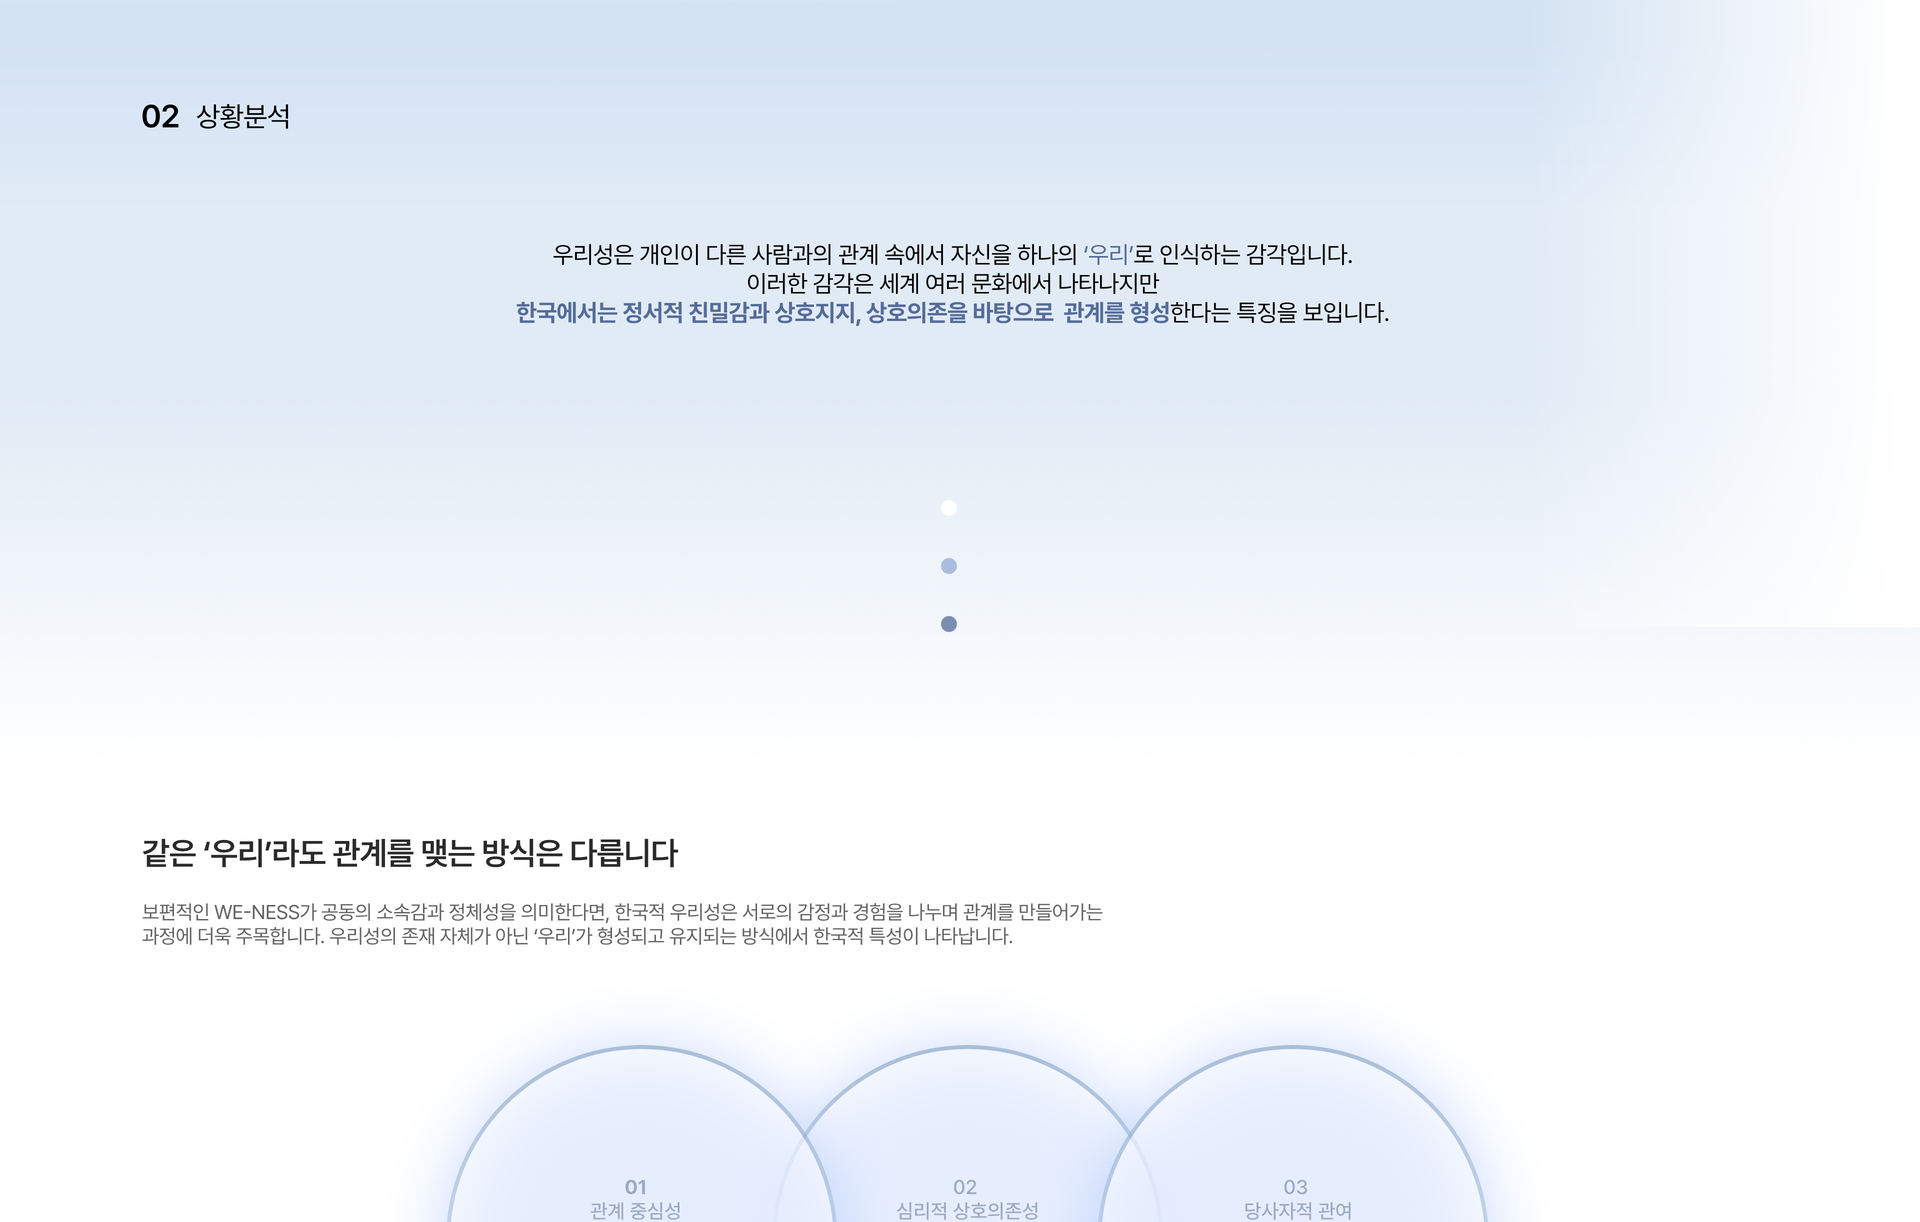 02 상황분석
우리성은 개인이 다른 사람과의 관계 속에서 자신을 하나의 ‘우리’로 인식하는 감각입니다.
이러한 감각은 세계 여러 문화에서 나타나지만
한국에서는 정서적 친밀감과 상호지지, 상호의존을 바탕으로 관계를 형성한다는 특징을 보입니다.
같은 ‘우리’라도 관계를 맺는 방식은 다릅니다
보편적인 WE-NESS가 공동의 소속감과 정체성을 의미한다면, 한국적 우리성은 서로의 감정과 경험을 나누며 관계를 만들어가는
과정에 더욱 주목합니다. 우리성의 존재 자체가 아닌 ‘우리’가 형성되고 유지되는 방식에서 한국적 특성이 나타납니다.
01
관계 중심성
02
심리적 상호의존성
03
당사자적 관여